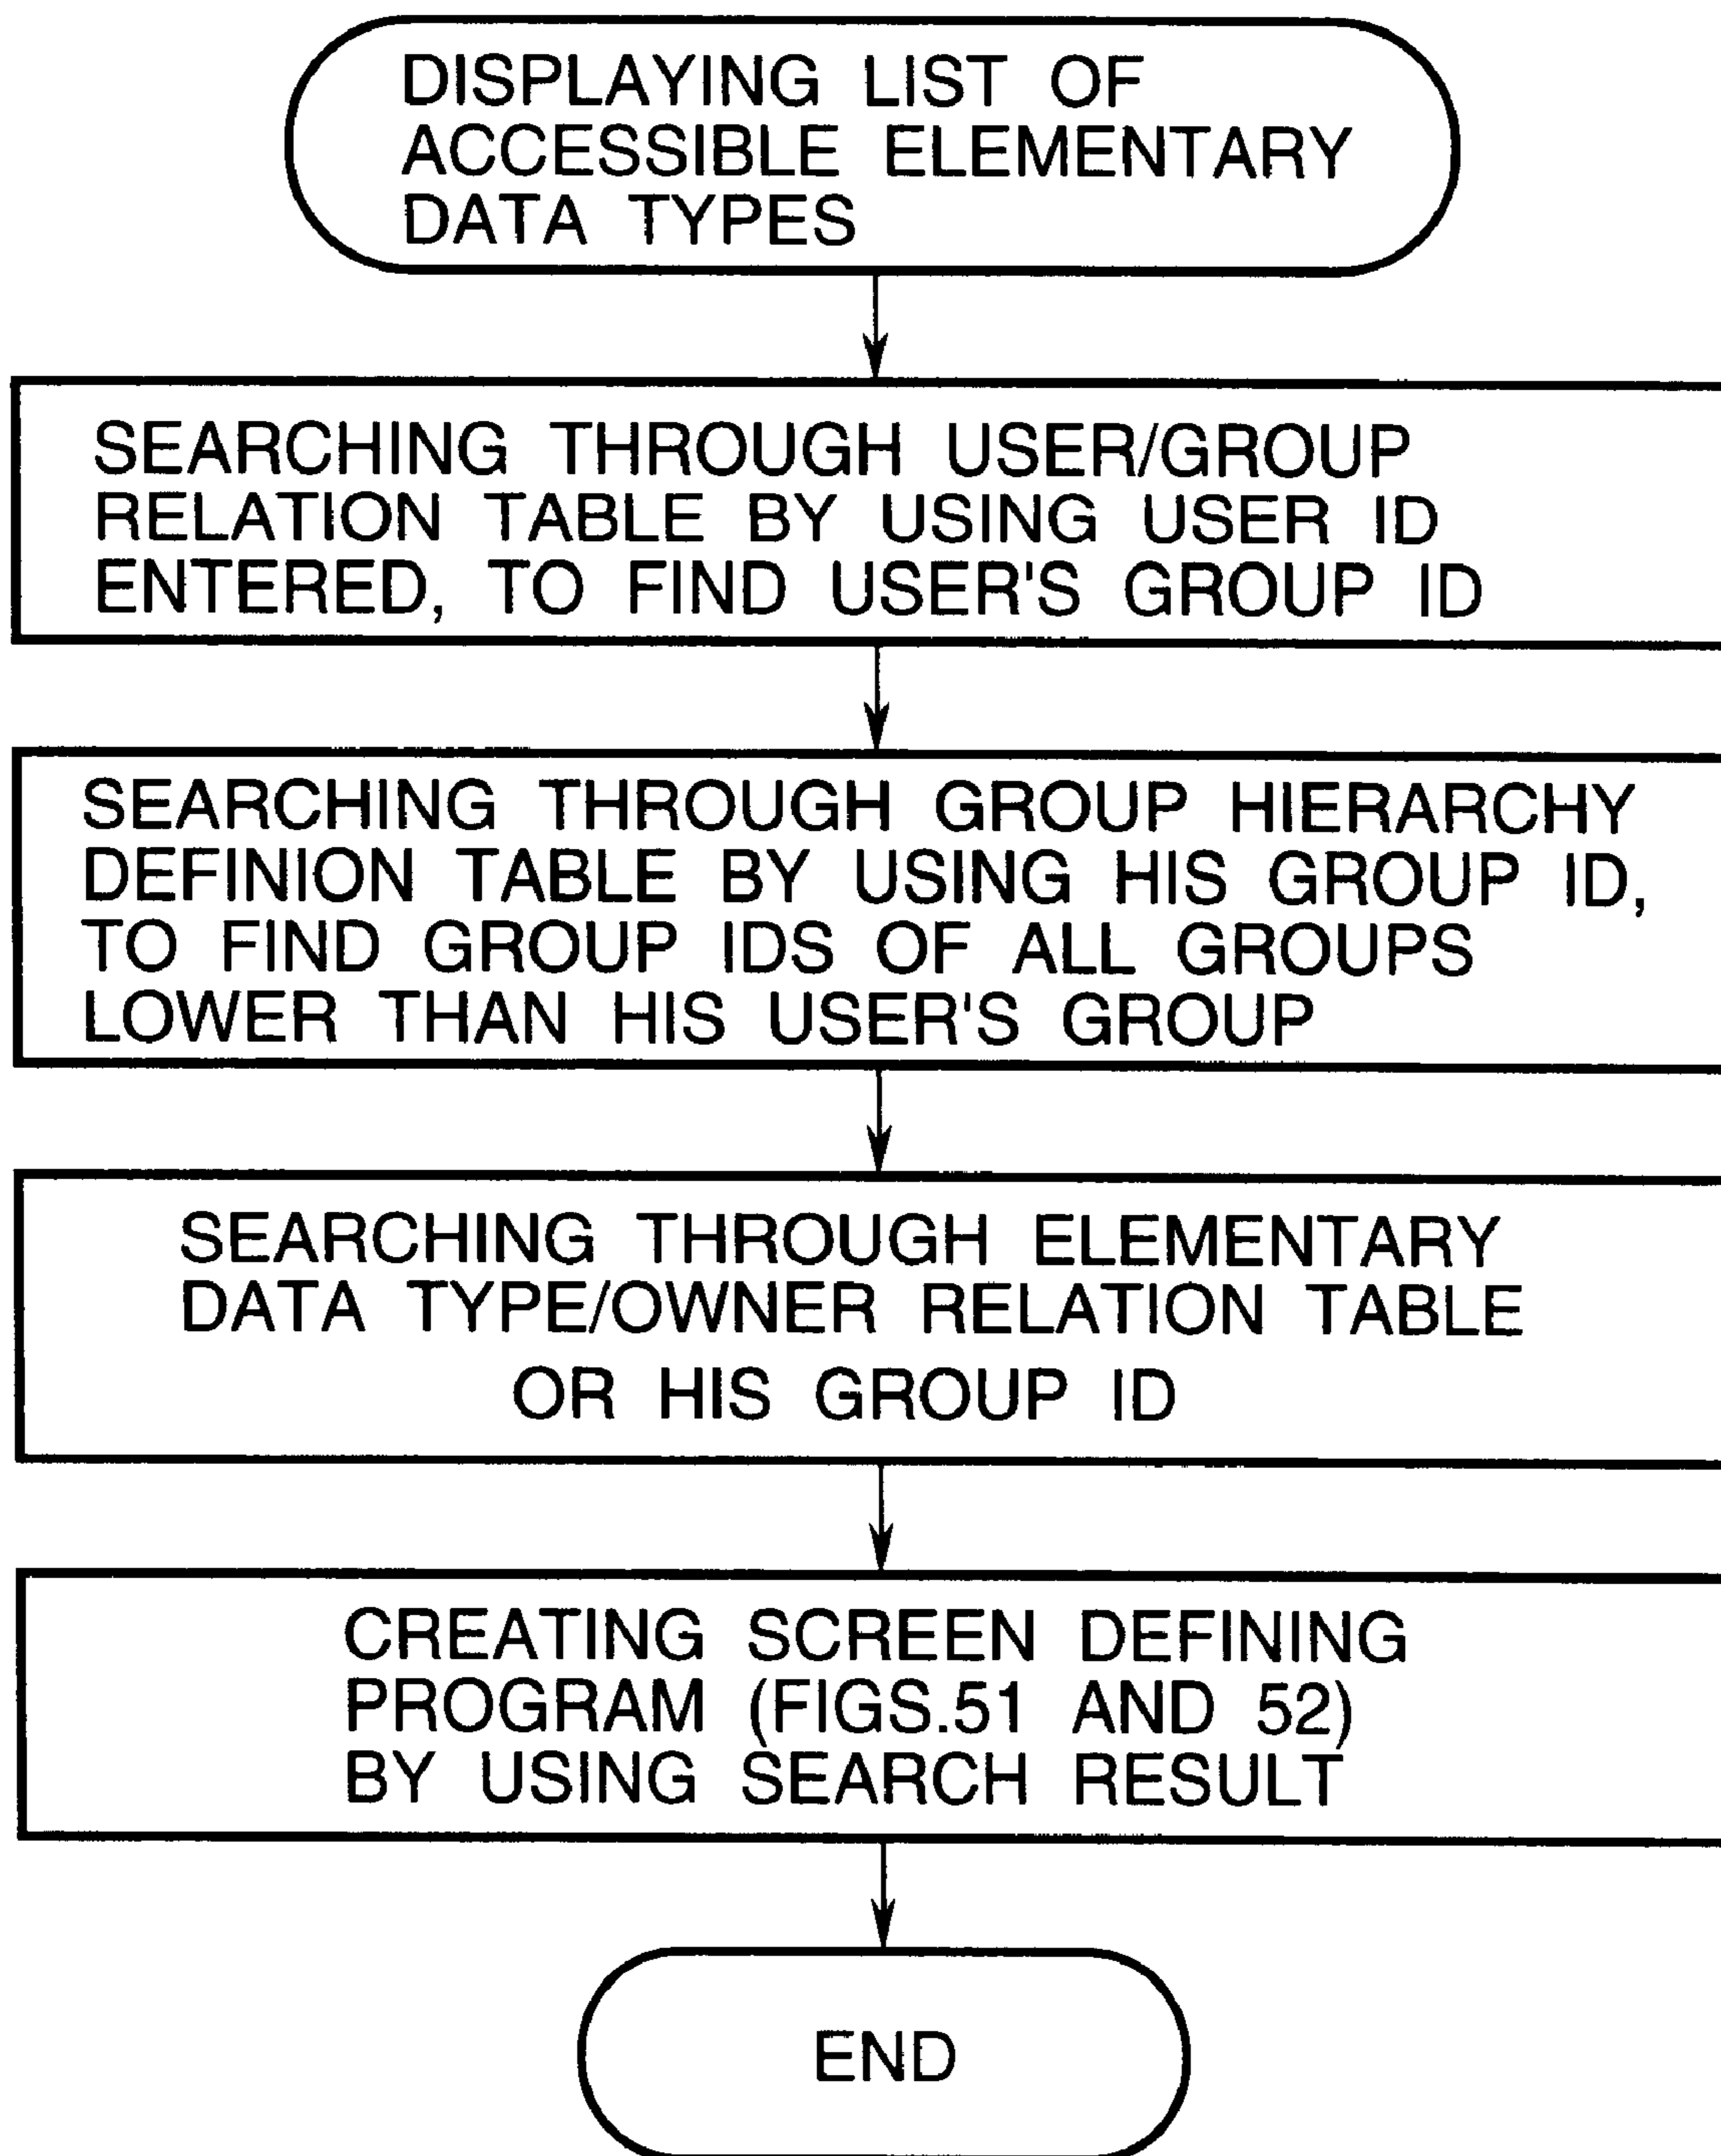 DISPLAYING LIST OF
ACCESSIBLE ELEMENTARY
DATA TYPES
SEARCHING THROUGH USER/GROUP
RELATION TABLE BY USING USER ID
ENTERED, TO FIND USER'S GROUP ID
SEARCHING THROUGH GROUP HIERARCHY
DEFINION TABLE BY USING HIS GROUP ID,
TO FIND GROUP IDS OF ALL GROUPS
LOWER THAN HIS USER'S GROUP
SEARCHING THROUGH ELEMENTARY
DATA TYPE/OWNER RELATION TABLE
OR HIS GROUP ID
CREATING SCREEN DEFINING
PROGRAM (FIGS.51 AND 52)
BY USING SEARCH RESULT
END